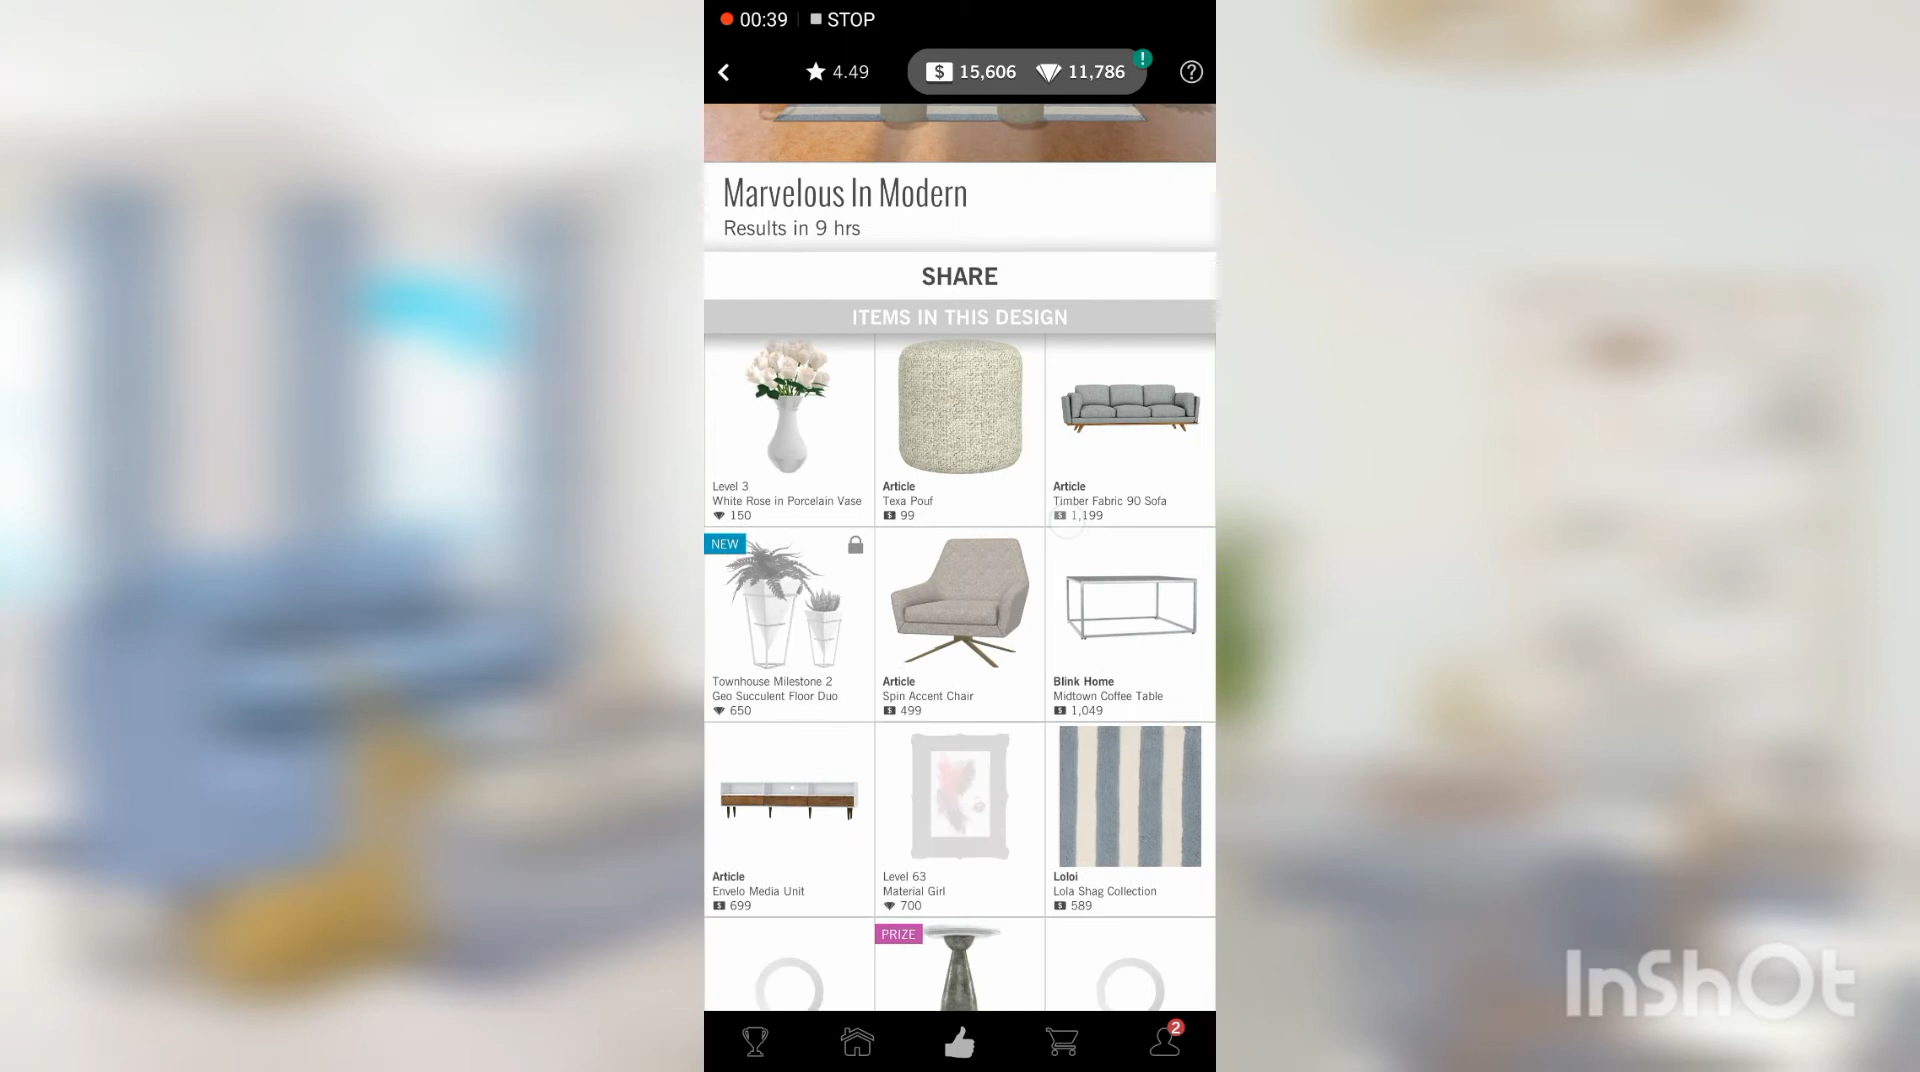 00:39 STOP
4.49 $ 15,606 11,786 ! ?
Marvelous In Modern
Results in 9 hrs
SHARE
ITEMS IN THIS DESIGN
Level 3
White Rose in Porcelain Vase
150
Article
Texa Pouf
$ 99
Article
Timber Fabric 90 Sofa
$ 1,199
NEW
Townhouse Milestone 2
Geo Succulent Floor Duo
650
Article
Spin Accent Chair
$ 499
Blink Home
Midtown Coffee Table
$ 1,049
Article
Envelo Media Unit
$ 699
Level 63
Material Girl
700
Loloi
Lola Shag Collection
$ 589
PRIZE
2
InShOt